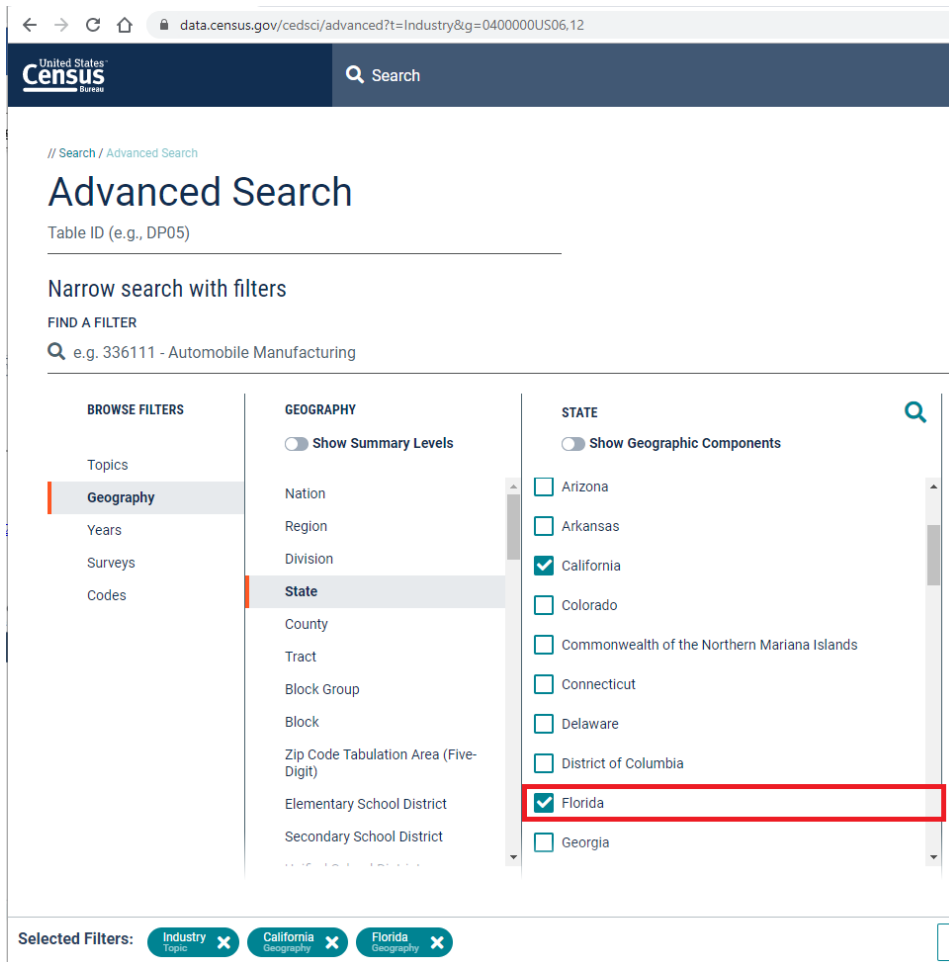 data.census.gov/cedsci/advanced?t=Industry&g=0400000US06,12
United States™
Census
Bureau
Search
// Search / Advanced Search
Advanced Search
Table ID (e.g., DP05)
Narrow search with filters
FIND A FILTER
e.g. 336111 - Automobile Manufacturing
BROWSE FILTERS
Topics
Geography
Years
Surveys
Codes
GEOGRAPHY
Show Summary Levels
Nation
Region
Division
State
County
Tract
Block Group
Block
Zip Code Tabulation Area (Five-
Digit)
Elementary School District
Secondary School District
STATE
Show Geographic Components
Arizona
Arkansas
California
Colorado
Commonwealth of the Northern Mariana Islands
Connecticut
Delaware
District of Columbia
Florida
Georgia
Selected Filters:
Industry
Topic
California
Geography
Florida
Geography